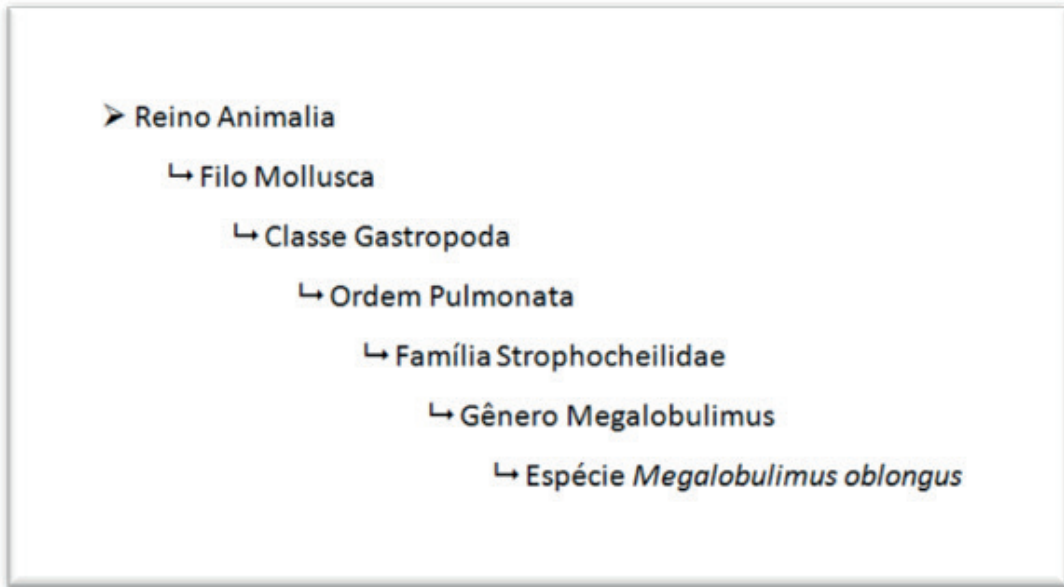 ➢ Reino Animalia
↳ Filo Mollusca
↳ Classe Gastropoda
↳ Ordem Pulmonata
↳ Família Strophocheilidae
↳ Gênero Megalobulimus
↳ Espécie Megalobulimus oblongus